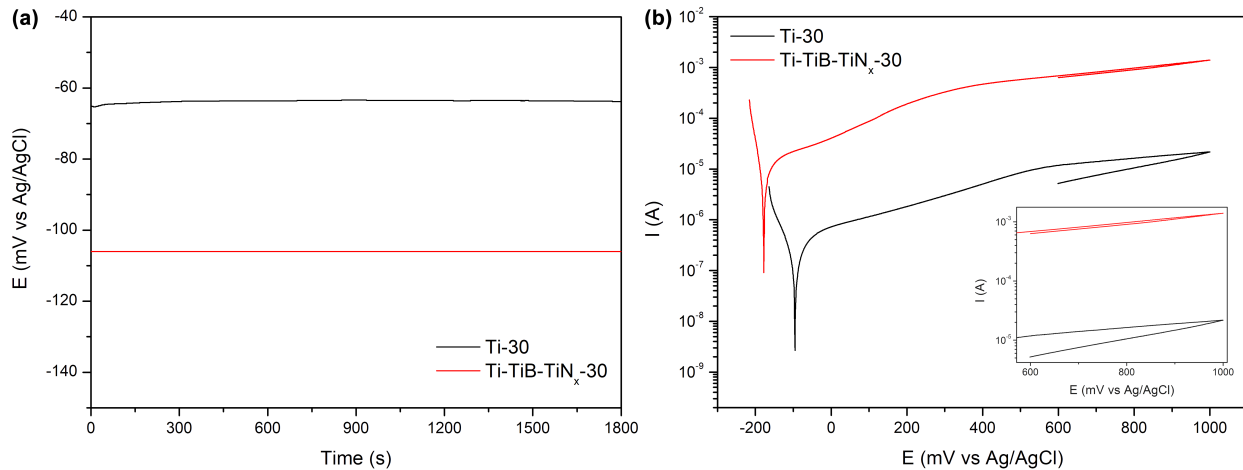 (a)
E (mV vs Ag/AgCl)
-40
-60
-80
-100
-120
-140
0 300 600 900 1200 1500 1800
Time (s)
Ti-30
Ti-TiB-TiNx-30
(b)
I (A)
10-2
10-3
10-4
10-5
10-6
10-7
10-8
10-9
-200 0 200 400 600 800 1000
E (mV vs Ag/AgCl)
Ti-30
Ti-TiB-TiNx-30
I (A)
10-3
10-4
10-5
600 800 1000
E (mV vs Ag/AgCl)